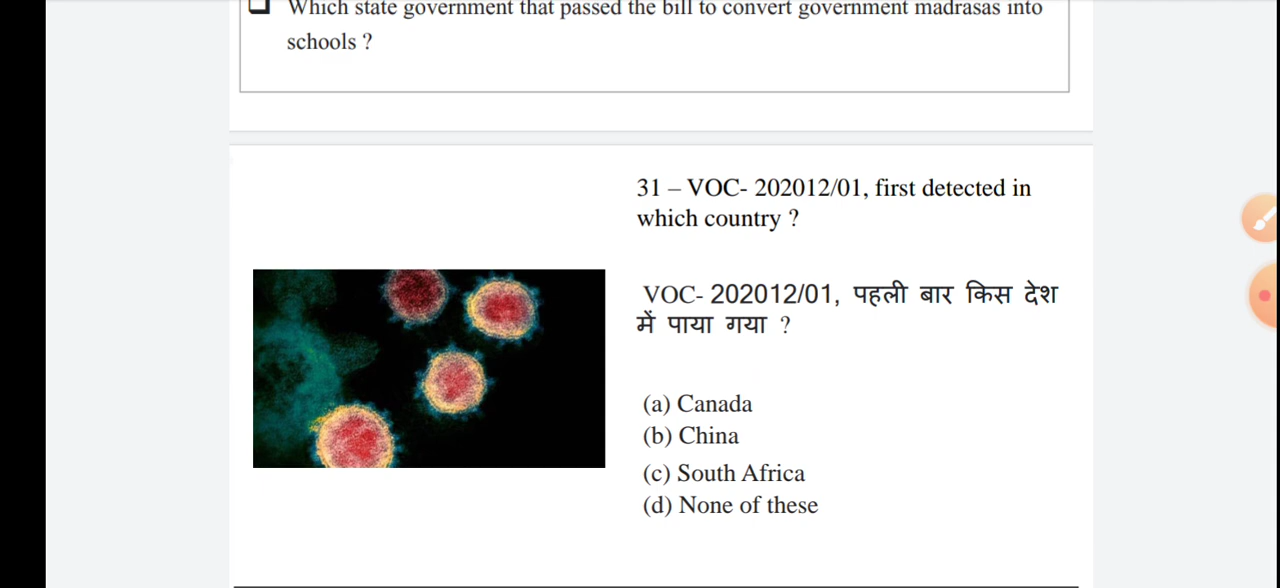 Which state government that passed the bill to convert government madrasas into
schools ?
31 – VOC- 202012/01, first detected in
which country ?
VOC- 202012/01, पहली बार किस देश
में पाया गया ?
(a) Canada
(b) China
(c) South Africa
(d) None of these